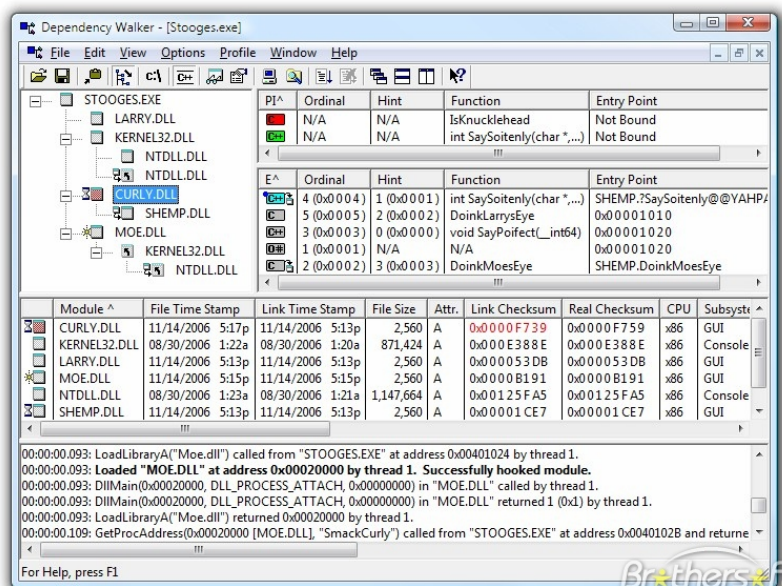 Dependency Walker - [Stooges.exe]
File Edit View Options Profile Window Help
C:\ C++
STOOGES.EXE
LARRY.DLL
KERNEL32.DLL
NTDLL.DLL
NTDLL.DLL
CURLY.DLL
SHEMP.DLL
MOE.DLL
KERNEL32.DLL
NTDLL.DLL
PI^ Ordinal Hint Function Entry Point
C N/A N/A IsKnucklehead Not Bound
C++ N/A N/A int SaySoitenly(char *,...) Not Bound
E^ Ordinal Hint Function Entry Point
C++ 4 (0x0004) 1 (0x0001) int SaySoitenly(char *,...) SHEMP.?SaySoitenly@@YAHPA
C 5 (0x0005) 2 (0x0002) DoinkLarrysEye 0x00001010
C++ 3 (0x0003) 0 (0x0000) void SayPoifect(__int64) 0x00001020
O# 1 (0x0001) N/A N/A 0x00001020
C 2 (0x0002) 3 (0x0003) DoinkMoesEye SHEMP.DoinkMoesEye
Module ^ File Time Stamp Link Time Stamp File Size Attr. Link Checksum Real Checksum CPU Subsyste
CURLY.DLL 11/14/2006 5:17p 11/14/2006 5:13p 2,560 A 0x0000F739 0x0000F759 x86 GUI
KERNEL32.DLL 08/30/2006 1:22a 08/30/2006 1:20a 871,424 A 0x000E388E 0x000E388E x86 Console
LARRY.DLL 11/14/2006 5:13p 11/14/2006 5:13p 2,560 A 0x000053DB 0x000053DB x86 GUI
MOE.DLL 11/14/2006 5:15p 11/14/2006 5:15p 2,560 A 0x0000B191 0x0000B191 x86 GUI
NTDLL.DLL 08/30/2006 1:23a 08/30/2006 1:21a 1,147,664 A 0x00125FA5 0x00125FA5 x86 Console
SHEMP.DLL 11/14/2006 5:13p 11/14/2006 5:13p 2,560 A 0x00001CE7 0x00001CE7 x86 GUI
00:00:00.093: LoadLibraryA("Moe.dll") called from "STOOGES.EXE" at address 0x00401024 by thread 1.
00:00:00.093: Loaded "MOE.DLL" at address 0x00020000 by thread 1. Successfully hooked module.
00:00:00.093: DllMain(0x00020000, DLL_PROCESS_ATTACH, 0x00000000) in "MOE.DLL" called by thread 1.
00:00:00.093: DllMain(0x00020000, DLL_PROCESS_ATTACH, 0x00000000) in "MOE.DLL" returned 1 (0x1) by thread 1.
00:00:00.093: LoadLibraryA("Moe.dll") returned 0x00020000 by thread 1.
00:00:00.109: GetProcAddress(0x00020000 [MOE.DLL], "SmackCurly") called from "STOOGES.EXE" at address 0x0040102B and returne
For Help, press F1